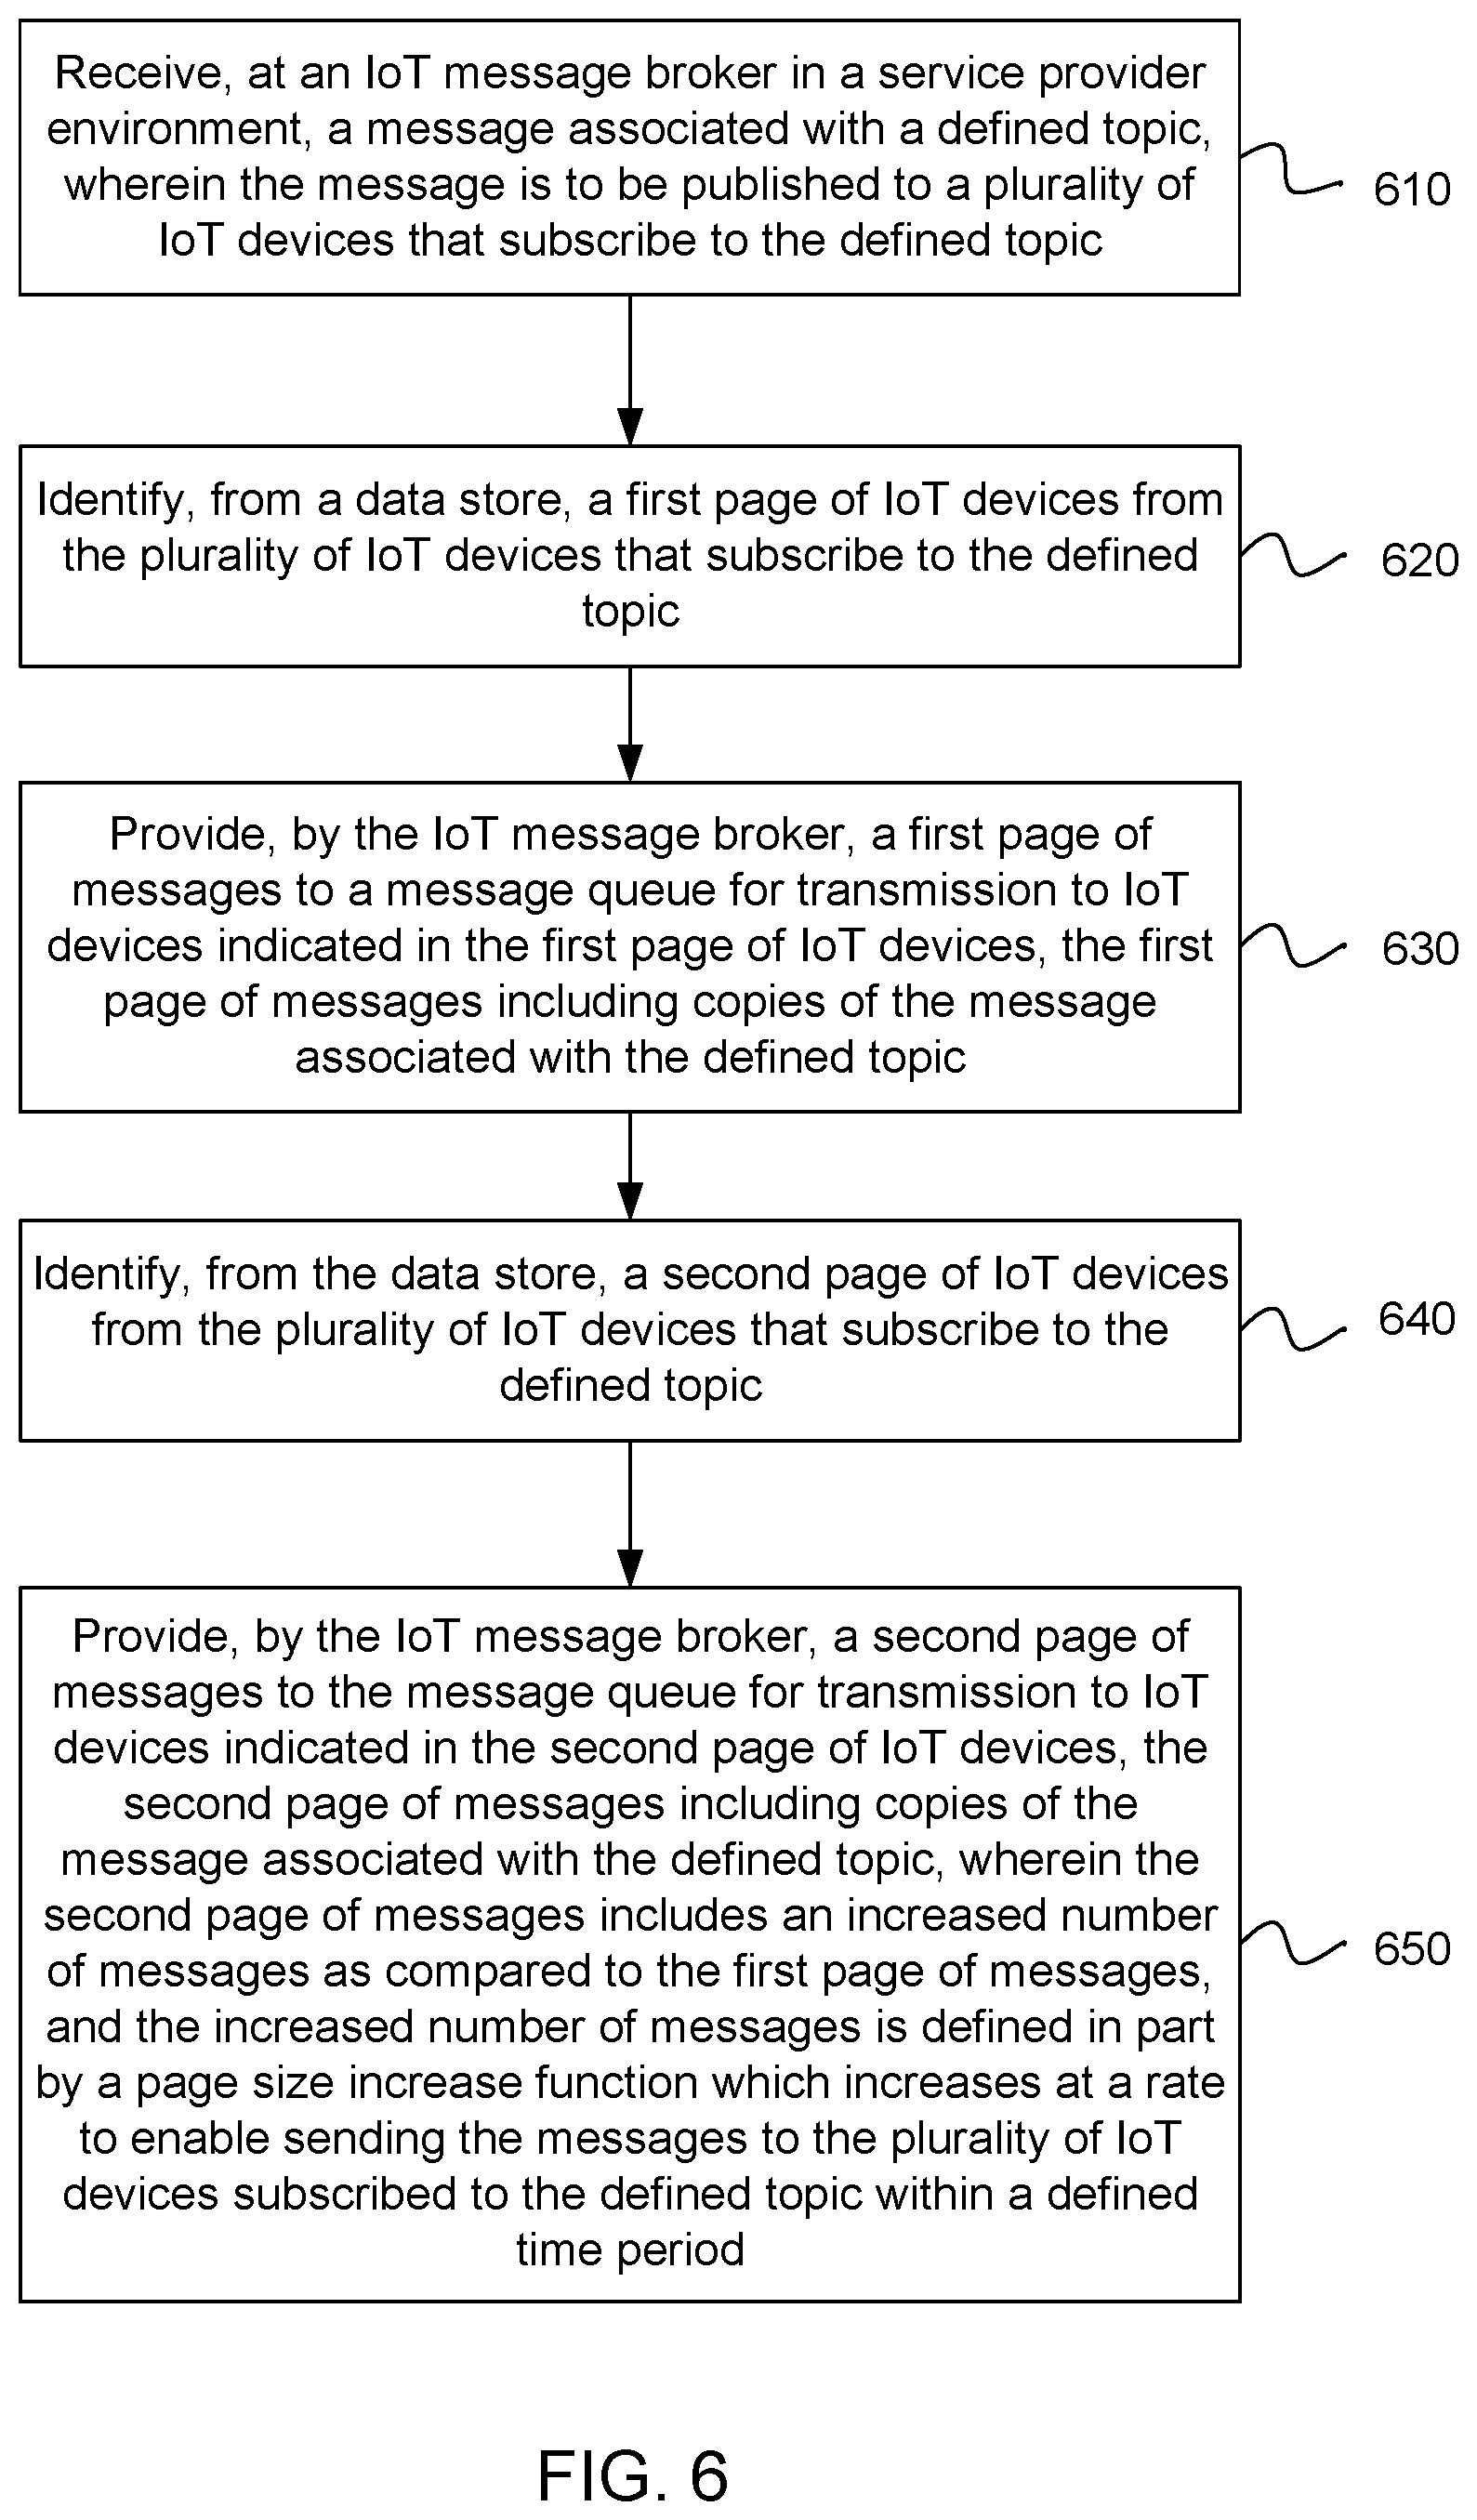 Receive, at an IoT message broker in a service provider
environment, a message associated with a defined topic,
wherein the message is to be published to a plurality of
IoT devices that subscribe to the defined topic
610
Identify, from a data store, a first page of IoT devices from
the plurality of IoT devices that subscribe to the defined
topic
620
Provide, by the IoT message broker, a first page of
messages to a message queue for transmission to IoT
devices indicated in the first page of IoT devices, the first
page of messages including copies of the message
associated with the defined topic
630
Identify, from the data store, a second page of IoT devices
from the plurality of IoT devices that subscribe to the
defined topic
640
Provide, by the IoT message broker, a second page of
messages to the message queue for transmission to IoT
devices indicated in the second page of IoT devices, the
second page of messages including copies of the
message associated with the defined topic, wherein the
second page of messages includes an increased number
of messages as compared to the first page of messages,
and the increased number of messages is defined in part
by a page size increase function which increases at a rate
to enable sending the messages to the plurality of IoT
devices subscribed to the defined topic within a defined
time period
650
FIG. 6